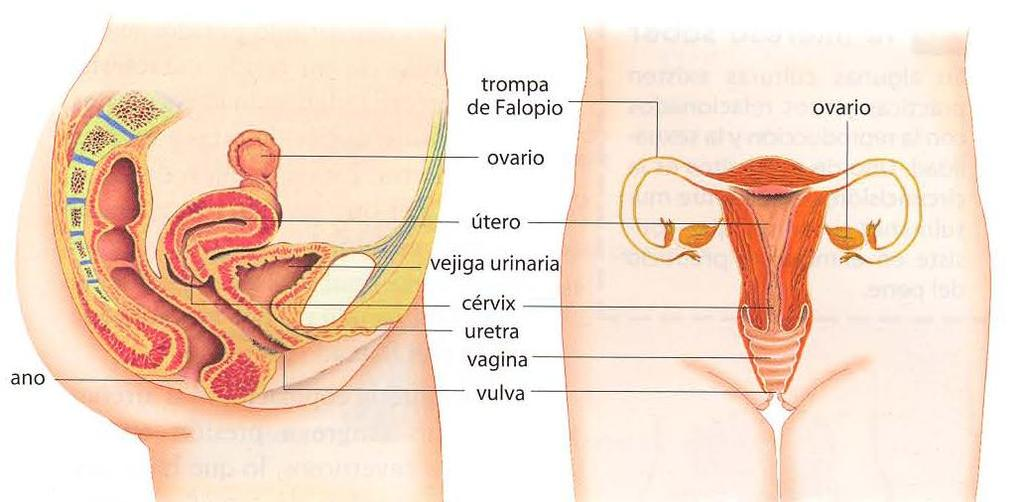 trompa
de Falopio
ovario
ovario
útero
vejiga urinaria
cérvix
uretra
vagina
ano
vulva